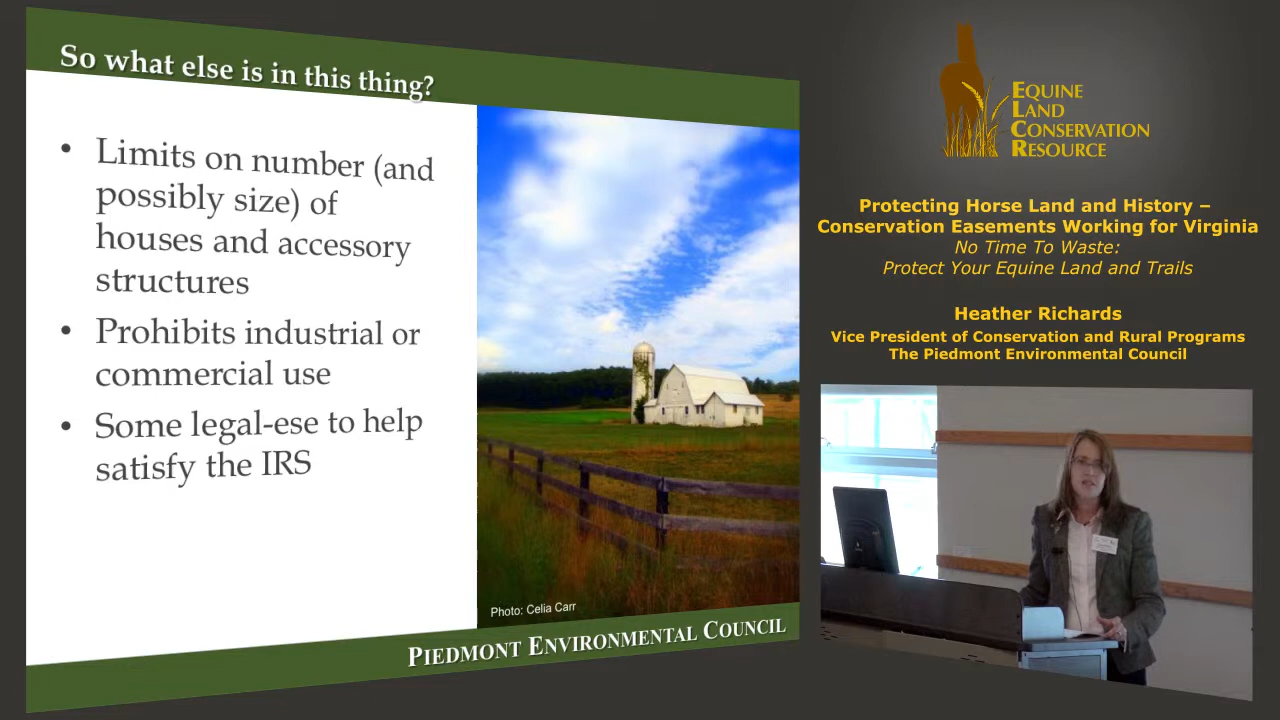 So what else is in this thing?
• Limits on number (and
possibly size) of
houses and accessory
structures
• Prohibits industrial or
commercial use
• Some legal-ese to help
satisfy the IRS
Photo: Celia Carr
PIEDMONT ENVIRONMENTAL COUNCIL
EQUINE
LAND
CONSERVATION
RESOURCE
Protecting Horse Land and History –
Conservation Easements Working for Virginia
No Time To Waste:
Protect Your Equine Land and Trails
Heather Richards
Vice President of Conservation and Rural Programs
The Piedmont Environmental Council